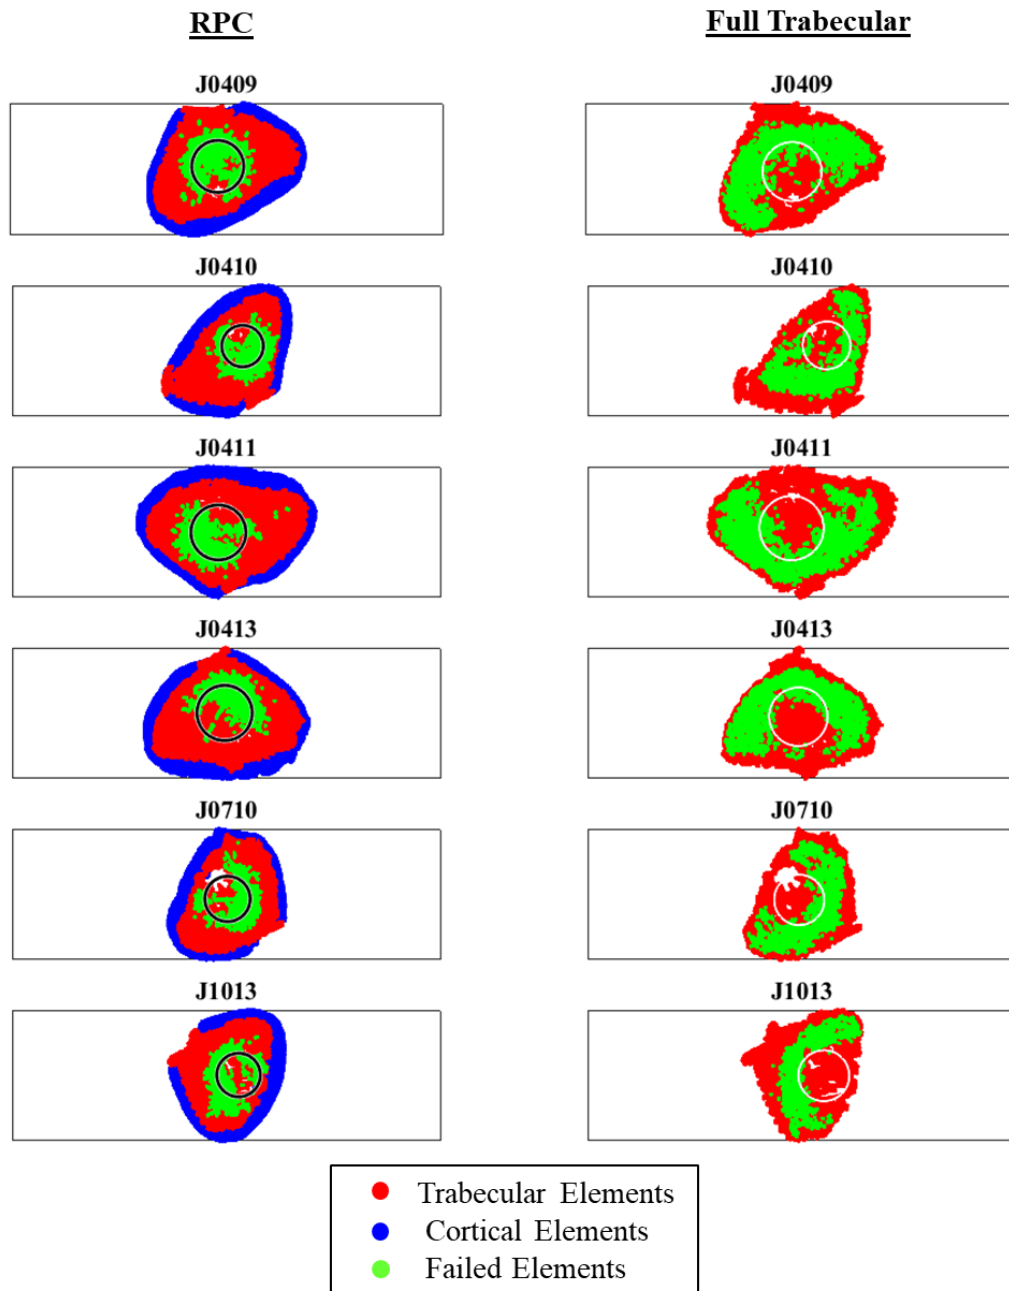 RPC
Full Trabecular
J0409
J0409
J0410
J0410
J0411
J0411
J0413
J0413
J0710
J0710
J1013
J1013
Trabecular Elements
Cortical Elements
Failed Elements